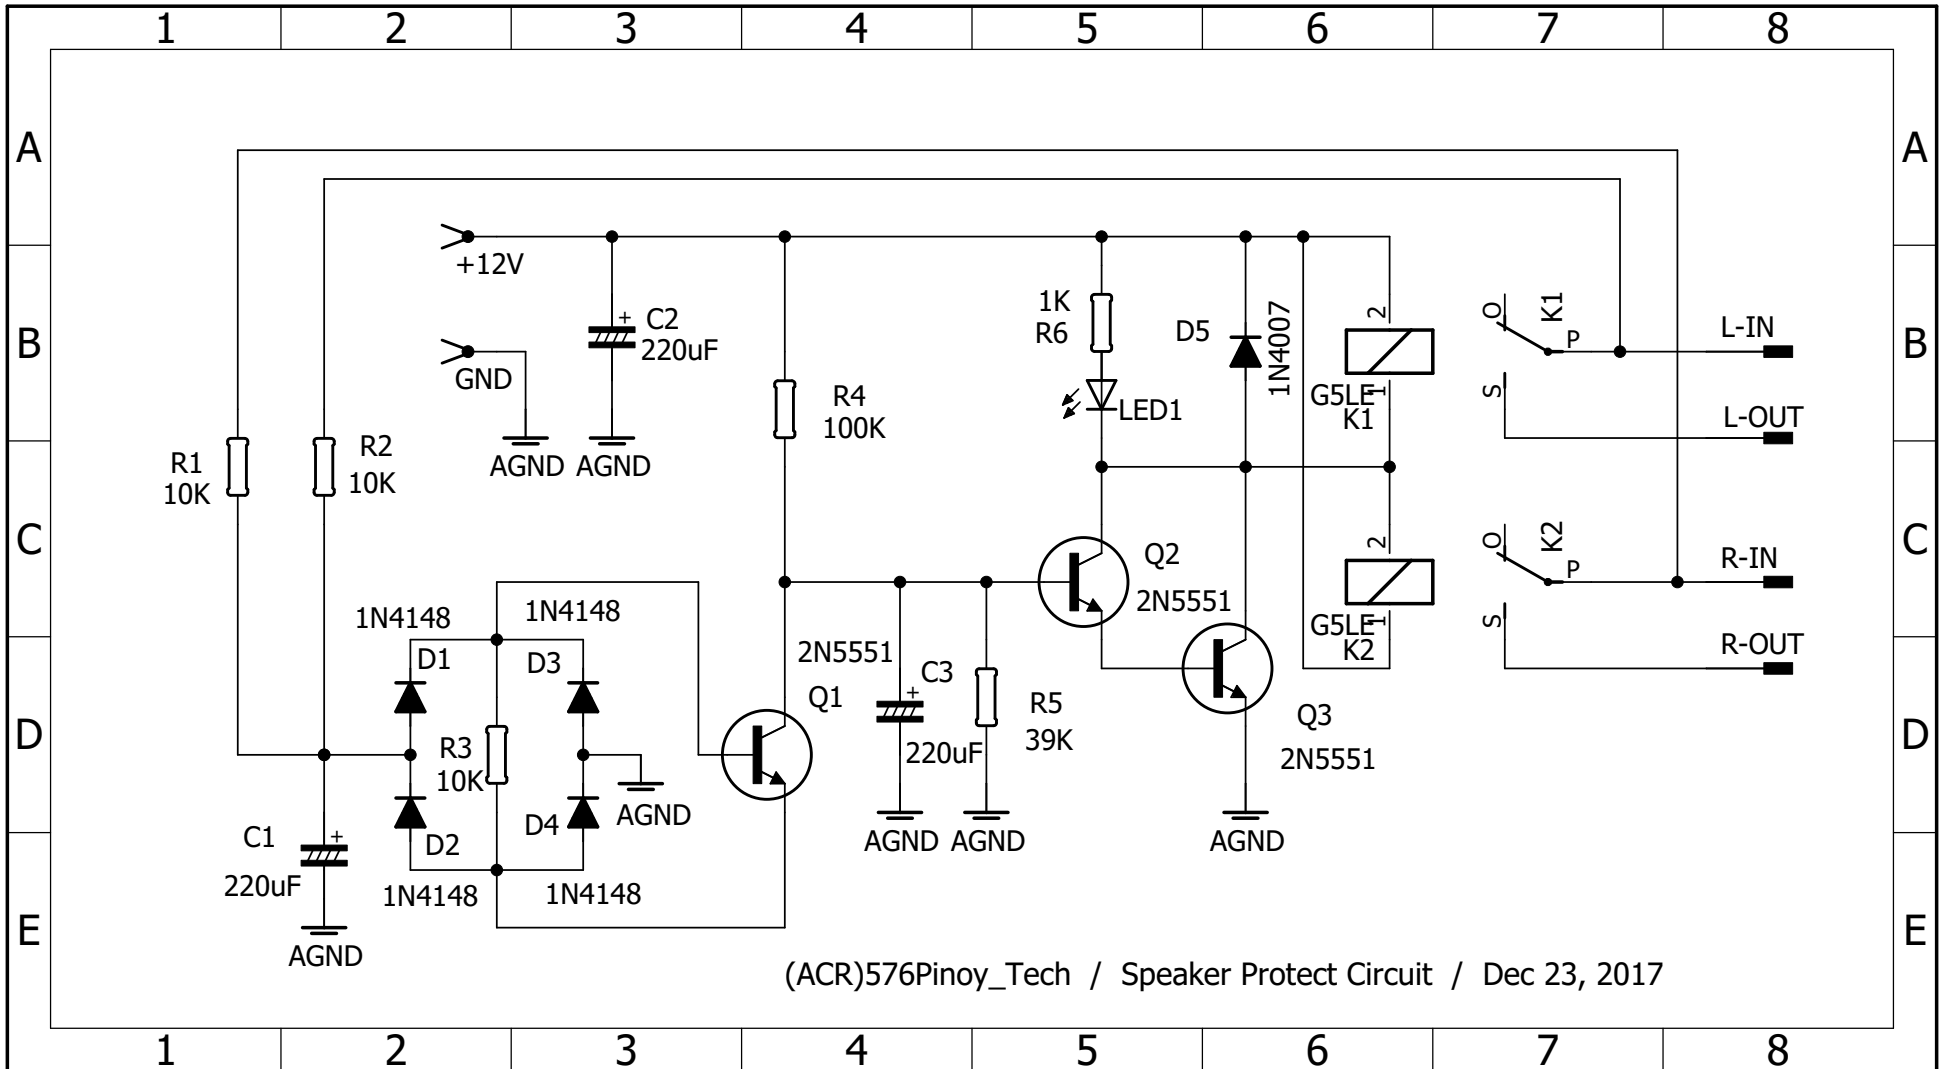 1 2 3 4 5 6 7 8
A A
+12V
1K
R6
D5
1N4007
2
O
K1
P
L-IN
B B
C2
+
220uF
GND
R4
100K
LED1
G5LE
1
K1
S
L-OUT
AGND AGND
R1
10K
R2
10K
C C
Q2
2N5551
2
O
K2
P
R-IN
1N4148
1N4148
G5LE
1
K2
S
R-OUT
D1
D3
2N5551
Q1
C3
+
220uF
R5
39K
Q3
2N5551
D D
R3
10K
AGND
C1
+
220uF
D2
D4
1N4148
1N4148
AGND AGND AGND
AGND
E E
(ACR)576Pinoy_Tech / Speaker Protect Circuit / Dec 23, 2017
1 2 3 4 5 6 7 8